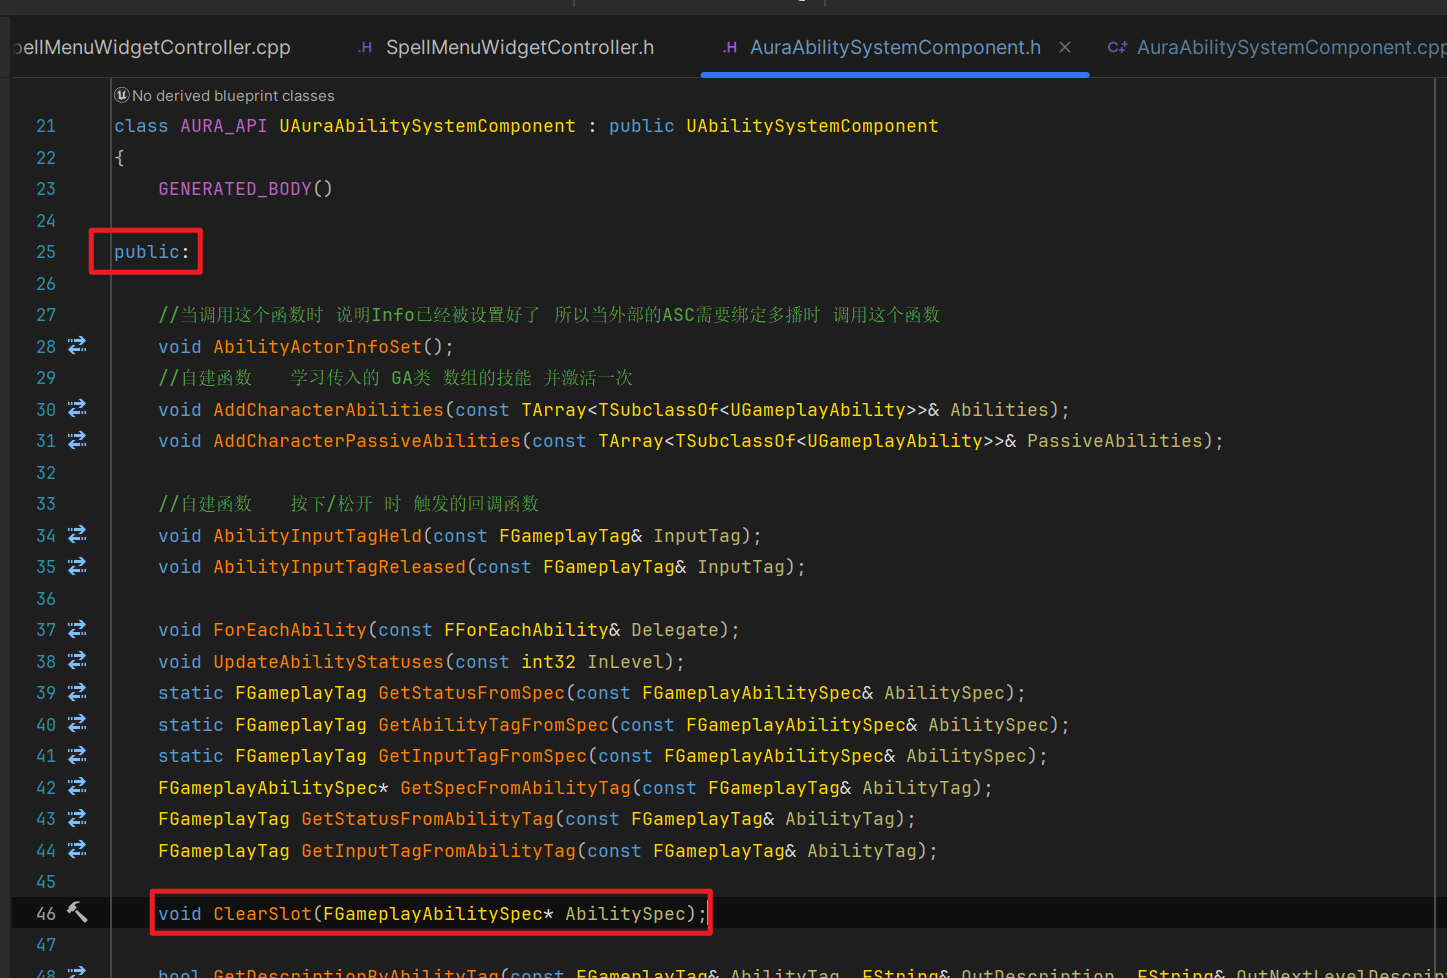 pellMenuWidgetController.cpp .H SpellMenuWidgetController.h .H AuraAbilitySystemComponent.h × C++ AuraAbilitySystemComponent.cpp
No derived blueprint classes
21 class AURA_API UAuraAbilitySystemComponent : public UAbilitySystemComponent
22 {
23 GENERATED_BODY()
24
25 public:
26
27 //当调用这个函数时 说明Info已经被设置好了 所以当外部的ASC需要绑定多播时 调用这个函数
28 void AbilityActorInfoSet();
29 //自建函数 学习传入的 GA类 数组的技能 并激活一次
30 void AddCharacterAbilities(const TArray<TSubclassOf<UGameplayAbility>>& Abilities);
31 void AddCharacterPassiveAbilities(const TArray<TSubclassOf<UGameplayAbility>>& PassiveAbilities);
32
33 //自建函数 按下/松开 时 触发的回调函数
34 void AbilityInputTagHeld(const FGameplayTag& InputTag);
35 void AbilityInputTagReleased(const FGameplayTag& InputTag);
36
37 void ForEachAbility(const FForEachAbility& Delegate);
38 void UpdateAbilityStatuses(const int32 InLevel);
39 static FGameplayTag GetStatusFromSpec(const FGameplayAbilitySpec& AbilitySpec);
40 static FGameplayTag GetAbilityTagFromSpec(const FGameplayAbilitySpec& AbilitySpec);
41 static FGameplayTag GetInputTagFromSpec(const FGameplayAbilitySpec& AbilitySpec);
42 FGameplayAbilitySpec* GetSpecFromAbilityTag(const FGameplayTag& AbilityTag);
43 FGameplayTag GetStatusFromAbilityTag(const FGameplayTag& AbilityTag);
44 FGameplayTag GetInputTagFromAbilityTag(const FGameplayTag& AbilityTag);
45
46 void ClearSlot(FGameplayAbilitySpec* AbilitySpec);
47
48 bool GetDescriptionByAbilityTag(const FGameplayTag& AbilityTag, FString& OutDescription, FString& OutNextLevelDescrip